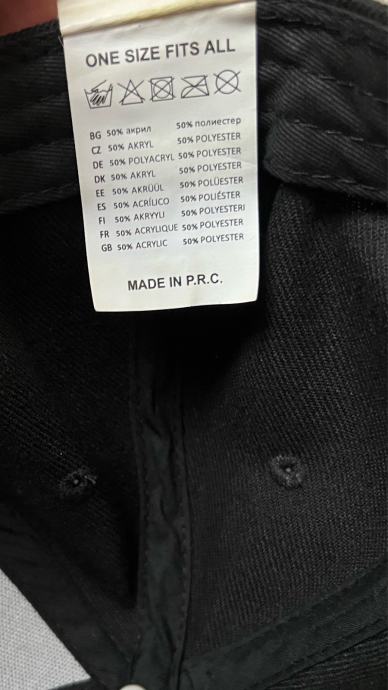 ONE SIZE FITS ALL
BG 50% акрил 50% полиестер
CZ 50% AKRYL 50% POLYESTER
DE 50% POLYACRYL 50% POLYESTER
DK 50% AKRYL 50% POLYESTER
EE 50% AKRÜÜL 50% POLÜESTER
ES 50% ACRÍLICO 50% POLIÉSTER
FI 50% AKRYYLI 50% POLYESTERI
FR 50% ACRYLIQUE 50% POLYESTER
GB 50% ACRYLIC 50% POLYESTER
MADE IN P.R.C.